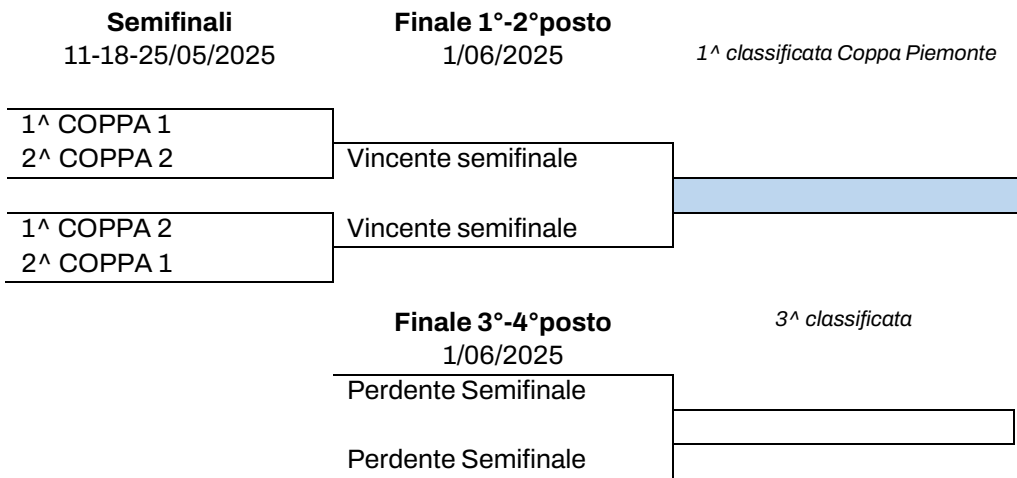 Semifinali
11-18-25/05/2025
Finale 1°-2°posto
1/06/2025
1^ classificata Coppa Piemonte
1^ COPPA 1
2^ COPPA 2
Vincente semifinale
1^ COPPA 2
2^ COPPA 1
Vincente semifinale
Finale 3°-4°posto
1/06/2025
3^ classificata
Perdente Semifinale
Perdente Semifinale